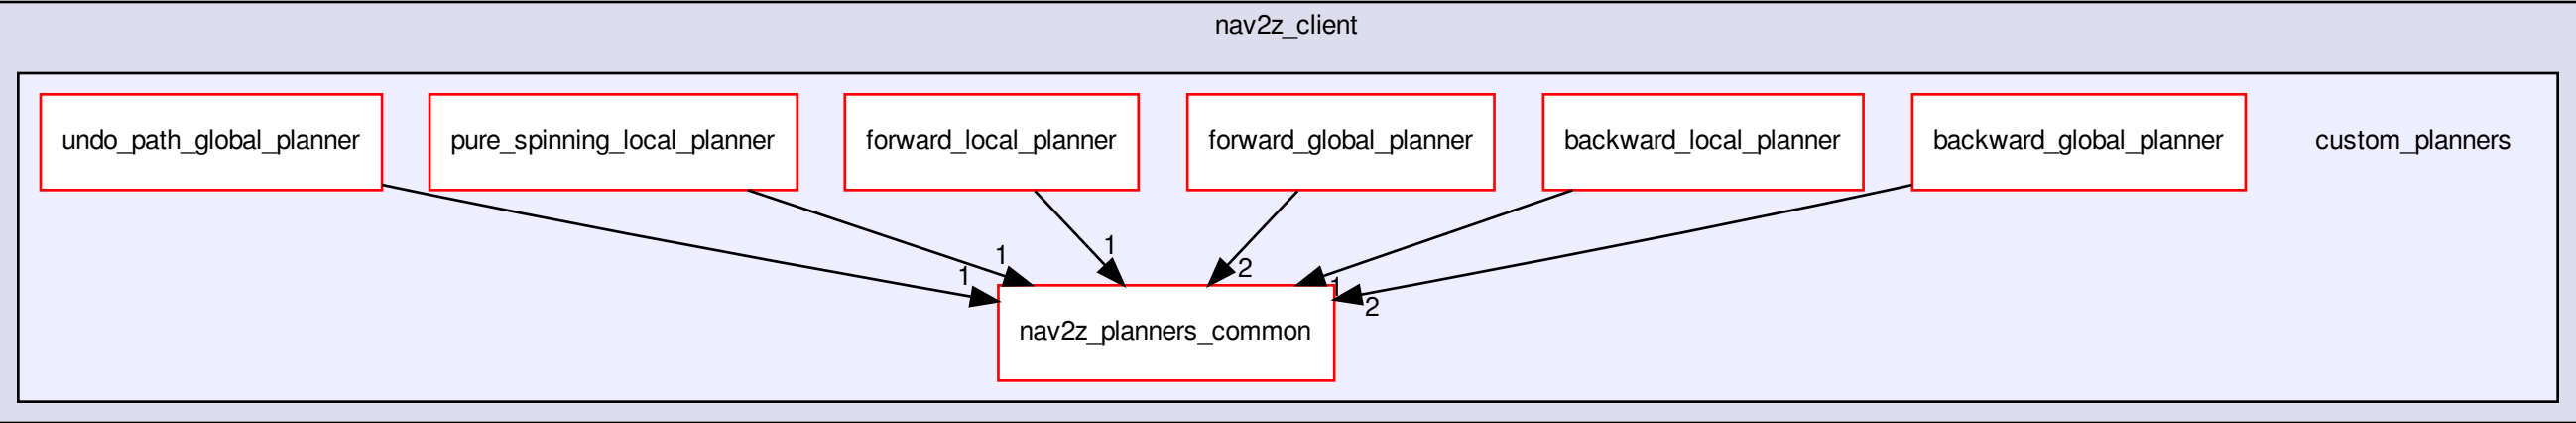 nav2z_client
undo_path_global_planner
pure_spinning_local_planner
forward_local_planner
forward_global_planner
backward_local_planner
backward_global_planner
custom_planners
1
1
1
2
1
2
nav2z_planners_common